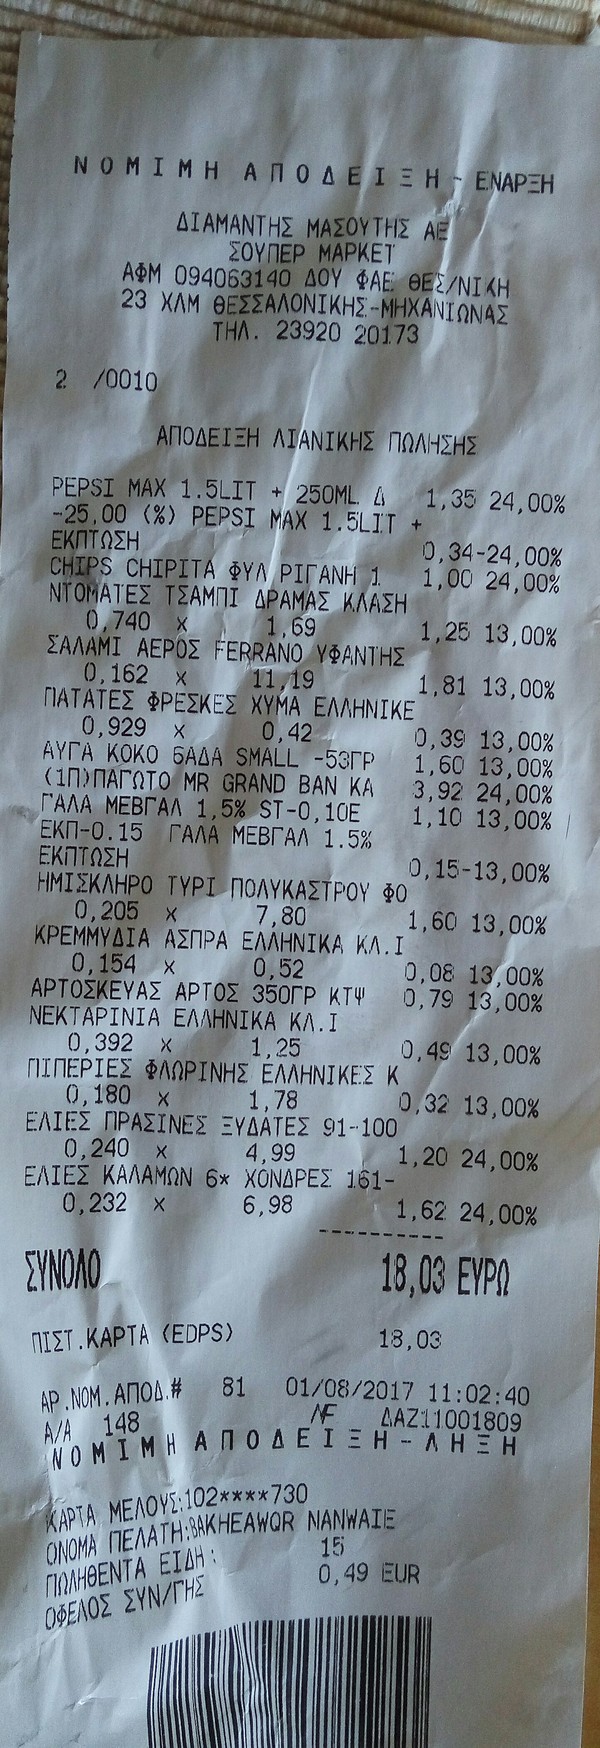 ΝΟΜΙΜΗ ΑΠΟΔΕΙΞΗ - ΕΝΑΡΞΗ
ΔΙΑΜΑΝΤΗΣ ΜΑΣΟΥΤΗΣ ΑΕ
ΣΟΥΠΕΡ ΜΑΡΚΕΤ
ΑΦΜ 094063140 ΔΟΥ ΦΑΕ ΘΕΣ/ΝΙΚΗ
23 ΧΛΜ ΘΕΣΣΑΛΟΝΙΚΗΣ-ΜΗΧΑΝΙΩΝΑΣ
ΤΗΛ. 23920 20173
2 /0010
ΑΠΟΔΕΙΞΗ ΛΙΑΝΙΚΗΣ ΠΩΛΗΣΗΣ
PEPSI MAX 1.5LIT + 250ML Δ 1,35 24,00%
-25,00 (%) PEPSI MAX 1.5LIT +
ΕΚΠΤΩΣΗ 0,34-24,00%
CHIPS CHIPITA ΦΥΛ ΡΙΓΑΝΗ 1 1,00 24,00%
ΝΤΟΜΑΤΕΣ ΤΣΑΜΠΙ ΔΡΑΜΑΣ ΚΛΑΣΗ
0,740 x 1,69 1,25 13,00%
ΣΑΛΑΜΙ ΑΕΡΟΣ FERRANO ΥΦΑΝΤΗΣ
0,162 x 11,19 1,81 13,00%
ΠΑΤΑΤΕΣ ΦΡΕΣΚΕΣ ΧΥΜΑ ΕΛΛΗΝΙΚΕ
0,929 x 0,42 0,39 13,00%
ΑΥΓΑ ΚΟΚΟ 6ΑΔΑ SMALL -53ΓΡ 1,60 13,00%
(1Π)ΠΑΓΩΤΟ MR GRAND BAN ΚΑ 3,92 24,00%
ΓΑΛΑ ΜΕΒΓΑΛ 1,5% ST-0,10Ε 1,10 13,00%
ΕΚΠ-0.15 ΓΑΛΑ ΜΕΒΓΑΛ 1.5%
ΕΚΠΤΩΣΗ 0,15-13,00%
ΗΜΙΣΚΛΗΡΟ ΤΥΡΙ ΠΟΛΥΚΑΣΤΡΟΥ ΦΟ
0,205 x 7,80 1,60 13,00%
ΚΡΕΜΜΥΔΙΑ ΑΣΠΡΑ ΕΛΛΗΝΙΚΑ ΚΛ.Ι
0,154 x 0,52 0,08 13,00%
ΑΡΤΟΣΚΕΥΑΣ ΑΡΤΟΣ 350ΓΡ ΚΤΨ 0,79 13,00%
ΝΕΚΤΑΡΙΝΙΑ ΕΛΛΗΝΙΚΑ ΚΛ.Ι
0,392 x 1,25 0,49 13,00%
ΠΙΠΕΡΙΕΣ ΦΛΩΡΙΝΗΣ ΕΛΛΗΝΙΚΕΣ Κ
0,180 x 1,78 0,32 13,00%
ΕΛΙΕΣ ΠΡΑΣΙΝΕΣ ΞΥΔΑΤΕΣ 91-100
0,240 x 4,99 1,20 24,00%
ΕΛΙΕΣ ΚΑΛΑΜΩΝ 6* ΧΟΝΔΡΕΣ 161-
0,232 x 6,98 1,62 24,00%
-----------
ΣΥΝΟΛΟ 18,03 ΕΥΡΩ
ΠΙΣΤ.ΚΑΡΤΑ (EDPS) 18,03
ΑΡ.ΝΟΜ.ΑΠΟΔ.# 81 01/08/2017 11:02:40
Α/Α 148 NF ΔΑΖ11001809
ΝΟΜΙΜΗ ΑΠΟΔΕΙΞΗ - ΛΗΞΗ
ΚΑΡΤΑ ΜΕΛΟΥΣ:102****730
ΟΝΟΜΑ ΠΕΛΑΤΗ:BAKHEAWQR NANWAIE
ΠΩΛΗΘΕΝΤΑ ΕΙΔΗ: 15
ΟΦΕΛΟΣ ΣΥΝ/ΓΗΣ 0,49 EUR